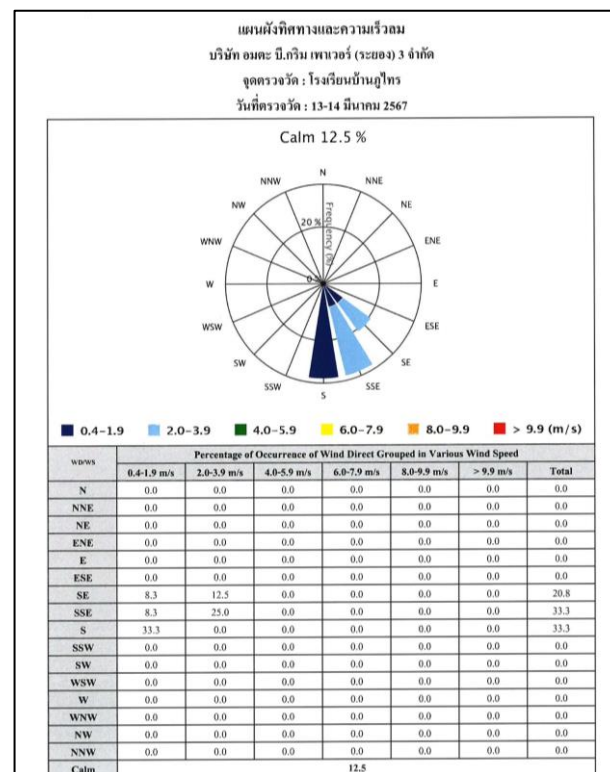 แผนผังทิศทางและความเร็วลม
บริษัท อมตะ บี.กริม เพาเวอร์ (ระยอง) 3 จำกัด
จุดตรวจวัด : โรงเรียนบ้านภูไทร
วันที่ตรวจวัด : 13-14 มีนาคม 2567
Calm 12.5 %
N
NNW NNE
NW NE
WNW ENE
20 %
Frequency (%)
0 %
W E
WSW ESE
SW SE
SSW SSE
S
0.4-1.9 2.0-3.9 4.0-5.9 6.0-7.9 8.0-9.9 > 9.9 (m/s)
WD/WS Percentage of Occurrence of Wind Direct Grouped in Various Wind Speed
0.4-1.9 m/s 2.0-3.9 m/s 4.0-5.9 m/s 6.0-7.9 m/s 8.0-9.9 m/s > 9.9 m/s Total
N 0.0 0.0 0.0 0.0 0.0 0.0 0.0
NNE 0.0 0.0 0.0 0.0 0.0 0.0 0.0
NE 0.0 0.0 0.0 0.0 0.0 0.0 0.0
ENE 0.0 0.0 0.0 0.0 0.0 0.0 0.0
E 0.0 0.0 0.0 0.0 0.0 0.0 0.0
ESE 0.0 0.0 0.0 0.0 0.0 0.0 0.0
SE 8.3 12.5 0.0 0.0 0.0 0.0 20.8
SSE 8.3 25.0 0.0 0.0 0.0 0.0 33.3
S 33.3 0.0 0.0 0.0 0.0 0.0 33.3
SSW 0.0 0.0 0.0 0.0 0.0 0.0 0.0
SW 0.0 0.0 0.0 0.0 0.0 0.0 0.0
WSW 0.0 0.0 0.0 0.0 0.0 0.0 0.0
W 0.0 0.0 0.0 0.0 0.0 0.0 0.0
WNW 0.0 0.0 0.0 0.0 0.0 0.0 0.0
NW 0.0 0.0 0.0 0.0 0.0 0.0 0.0
NNW 0.0 0.0 0.0 0.0 0.0 0.0 0.0
Calm 12.5